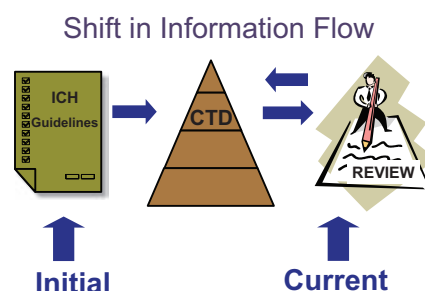 Shift in Information Flow
ICH
Guidelines
CTD
REVIEW
Initial
Current